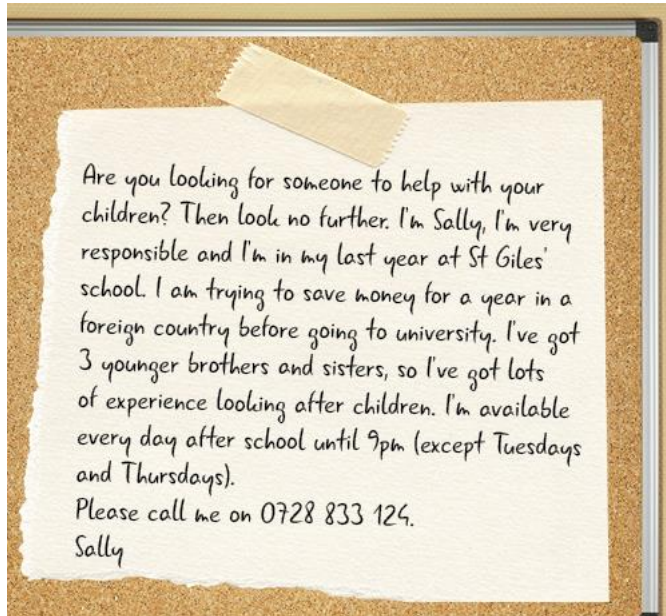 Are you looking for someone to help with your
children? Then look no further. I'm Sally, I'm very
responsible and I'm in my last year at St Giles'
school. I am trying to save money for a year in a
foreign country before going to university. I've got
3 younger brothers and sisters, so I've got lots
of experience looking after children. I'm available
every day after school until 9pm (except Tuesdays
and Thursdays).
Please call me on 0728 833 124.
Sally